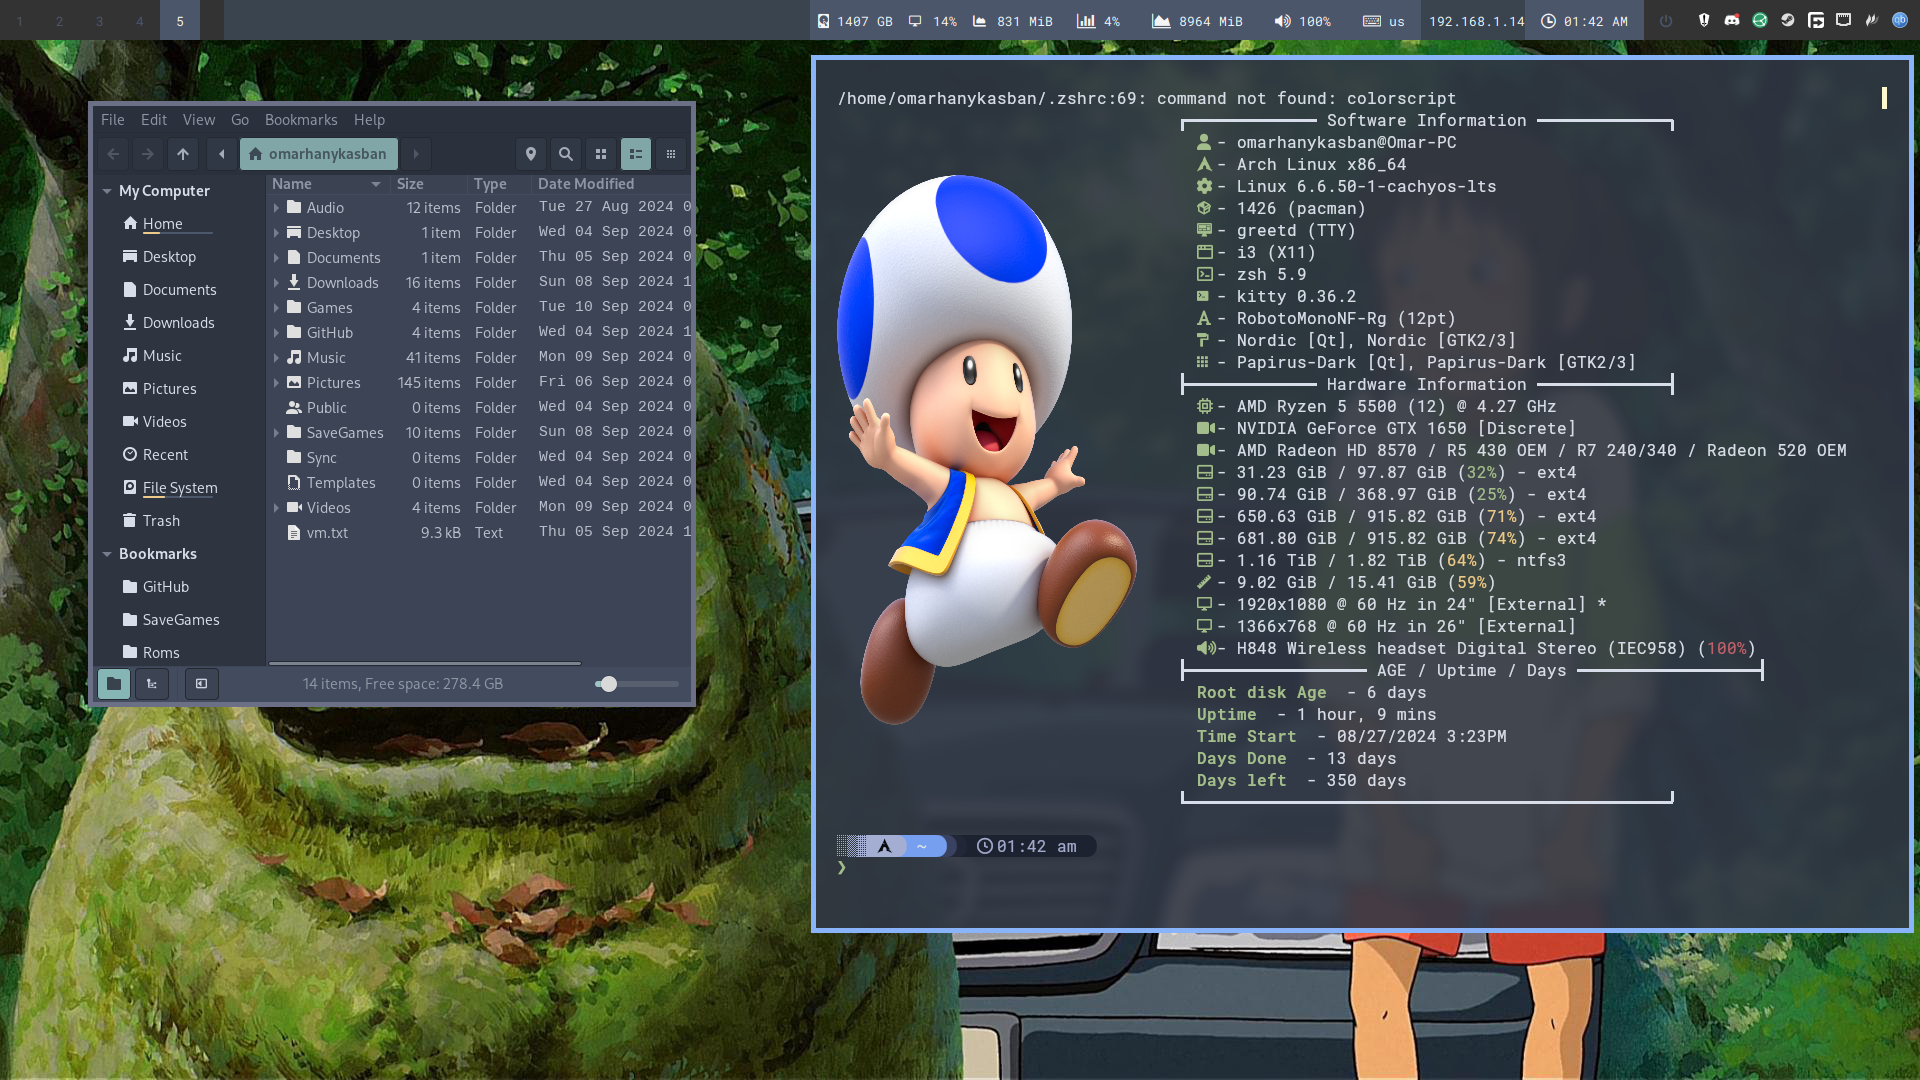 1 2 3 4 5
1407 GB 14% 831 MiB 4% 8964 MiB 100% us 192.168.1.14 01:42 AM
File Edit View Go Bookmarks Help
omarhanykasban
My Computer
Home
Desktop
Documents
Downloads
Music
Pictures
Videos
Recent
File System
Trash
Bookmarks
GitHub
SaveGames
Roms
Name Size Type Date Modified
Audio 12 items Folder Tue 27 Aug 2024 0
Desktop 1 item Folder Wed 04 Sep 2024 0
Documents 1 item Folder Thu 05 Sep 2024 0
Downloads 16 items Folder Sun 08 Sep 2024 1
Games 4 items Folder Tue 10 Sep 2024 0
GitHub 4 items Folder Wed 04 Sep 2024 1
Music 41 items Folder Mon 09 Sep 2024 0
Pictures 145 items Folder Fri 06 Sep 2024 0
Public 0 items Folder Wed 04 Sep 2024 0
SaveGames 10 items Folder Sun 08 Sep 2024 0
Sync 0 items Folder Wed 04 Sep 2024 0
Templates 0 items Folder Wed 04 Sep 2024 0
Videos 4 items Folder Mon 09 Sep 2024 0
vm.txt 9.3 kB Text Thu 05 Sep 2024 1
14 items, Free space: 278.4 GB
/home/omarhanykasban/.zshrc:69: command not found: colorscript
Software Information
- omarhanykasban@Omar-PC
- Arch Linux x86_64
- Linux 6.6.50-1-cachyos-lts
- 1426 (pacman)
- greetd (TTY)
- i3 (X11)
- zsh 5.9
- kitty 0.36.2
- RobotoMonoNF-Rg (12pt)
- Nordic [Qt], Nordic [GTK2/3]
- Papirus-Dark [Qt], Papirus-Dark [GTK2/3]
Hardware Information
- AMD Ryzen 5 5500 (12) @ 4.27 GHz
- NVIDIA GeForce GTX 1650 [Discrete]
- AMD Radeon HD 8570 / R5 430 OEM / R7 240/340 / Radeon 520 OEM
- 31.23 GiB / 97.87 GiB (32%) - ext4
- 90.74 GiB / 368.97 GiB (25%) - ext4
- 650.63 GiB / 915.82 GiB (71%) - ext4
- 681.80 GiB / 915.82 GiB (74%) - ext4
- 1.16 TiB / 1.82 TiB (64%) - ntfs3
- 9.02 GiB / 15.41 GiB (59%)
- 1920x1080 @ 60 Hz in 24" [External] *
- 1366x768 @ 60 Hz in 26" [External]
- H848 Wireless headset Digital Stereo (IEC958) (100%)
AGE / Uptime / Days
Root disk Age - 6 days
Uptime - 1 hour, 9 mins
Time Start - 08/27/2024 3:23PM
Days Done - 13 days
Days left - 350 days
~ 01:42 am
❯